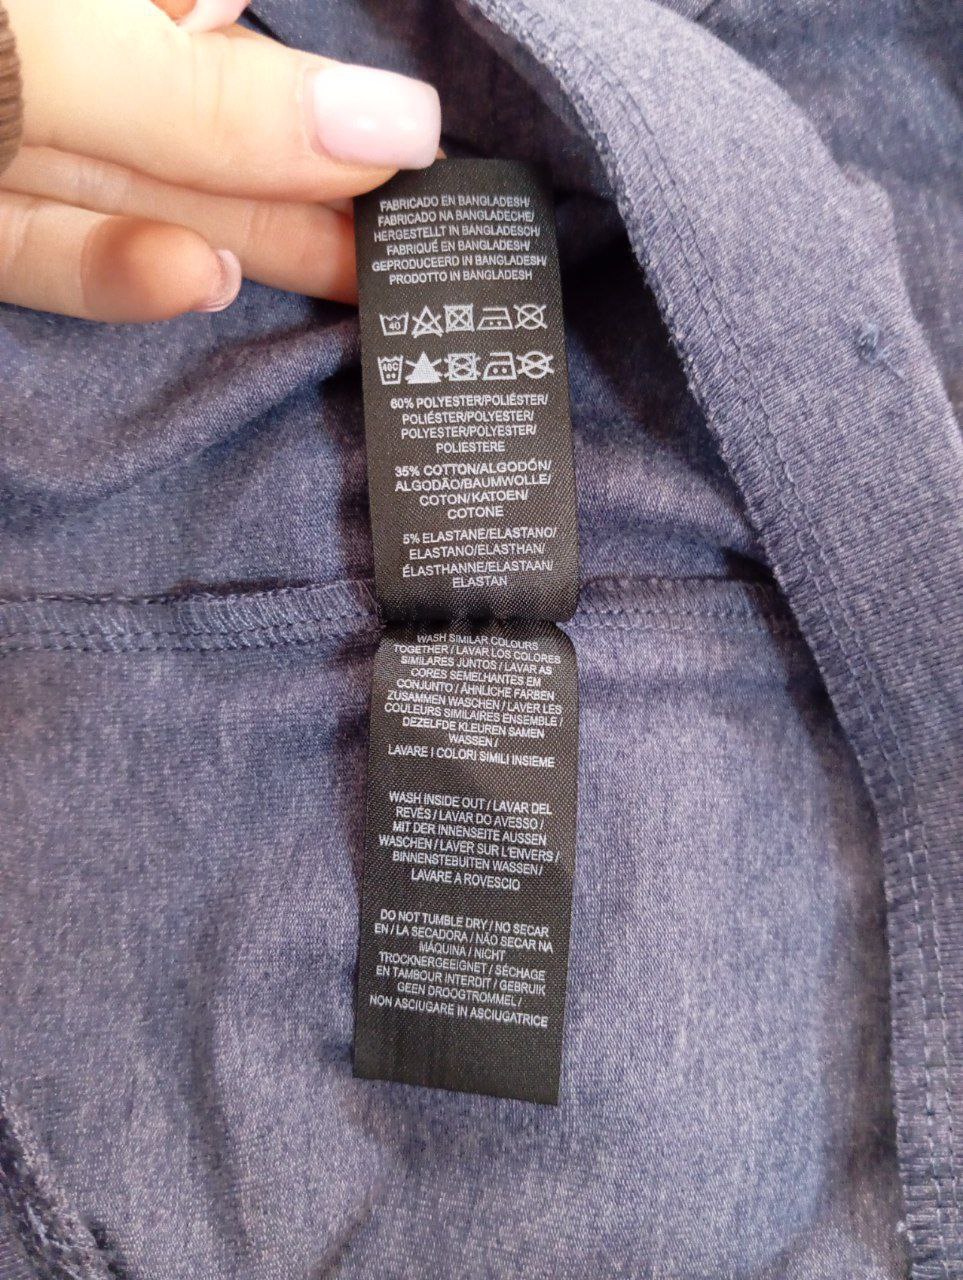 FABRICADO EN BANGLADESH/
FABRICADO NA BANGLADECHE/
HERGESTELLT IN BANGLADESCH/
FABRIQUÉ EN BANGLADESH/
GEPRODUCEERD IN BANGLADESH/
PRODOTTO IN BANGLADESH
40
40C
60% POLYESTER/POLIÉSTER/
POLIÉSTER/POLYESTER/
POLYESTER/POLYESTER/
POLIESTERE
35% COTTON/ALGODÓN/
ALGODÃO/BAUMWOLLE/
COTON/KATOEN/
COTONE
5% ELASTANE/ELASTANO/
ELASTANO/ELASTHAN/
ÉLASTHANNE/ELASTAAN/
ELASTAN
WASH SIMILAR COLOURS
TOGETHER / LAVAR LOS COLORES
SIMILARES JUNTOS / LAVAR AS
CORES SEMELHANTES EM
CONJUNTO / ÄHNLICHE FARBEN
ZUSAMMEN WASCHEN / LAVER LES
COULEURS SIMILAIRES ENSEMBLE /
DEZELFDE KLEUREN SAMEN
WASSEN /
LAVARE I COLORI SIMILI INSIEME
WASH INSIDE OUT / LAVAR DEL
REVÉS / LAVAR DO AVESSO /
MIT DER INNENSEITE AUSSEN
WASCHEN / LAVER SUR L'ENVERS /
BINNENSTEBUITEN WASSEN /
LAVARE A ROVESCIO
DO NOT TUMBLE DRY / NO SECAR
EN / LA SECADORA / NÃO SECAR NA
MÁQUINA / NICHT
TROCKNERGEEIGNET / SÉCHAGE
EN TAMBOUR INTERDIT / GEBRUIK
GEEN DROOGTROMMEL /
NON ASCIUGARE IN ASCIUGATRICE